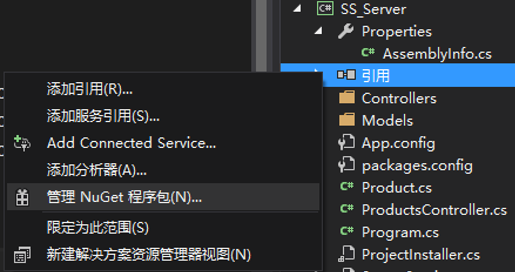 添加引用(R)...
添加服务引用(S)...
Add Connected Service...
添加分析器(A)...
管理 NuGet 程序包(N)...
限定为此范围(S)
新建解决方案资源管理器视图(N)
SS_Server
Properties
AssemblyInfo.cs
引用
Controllers
Models
App.config
packages.config
Product.cs
ProductsController.cs
Program.cs
ProjectInstaller.cs